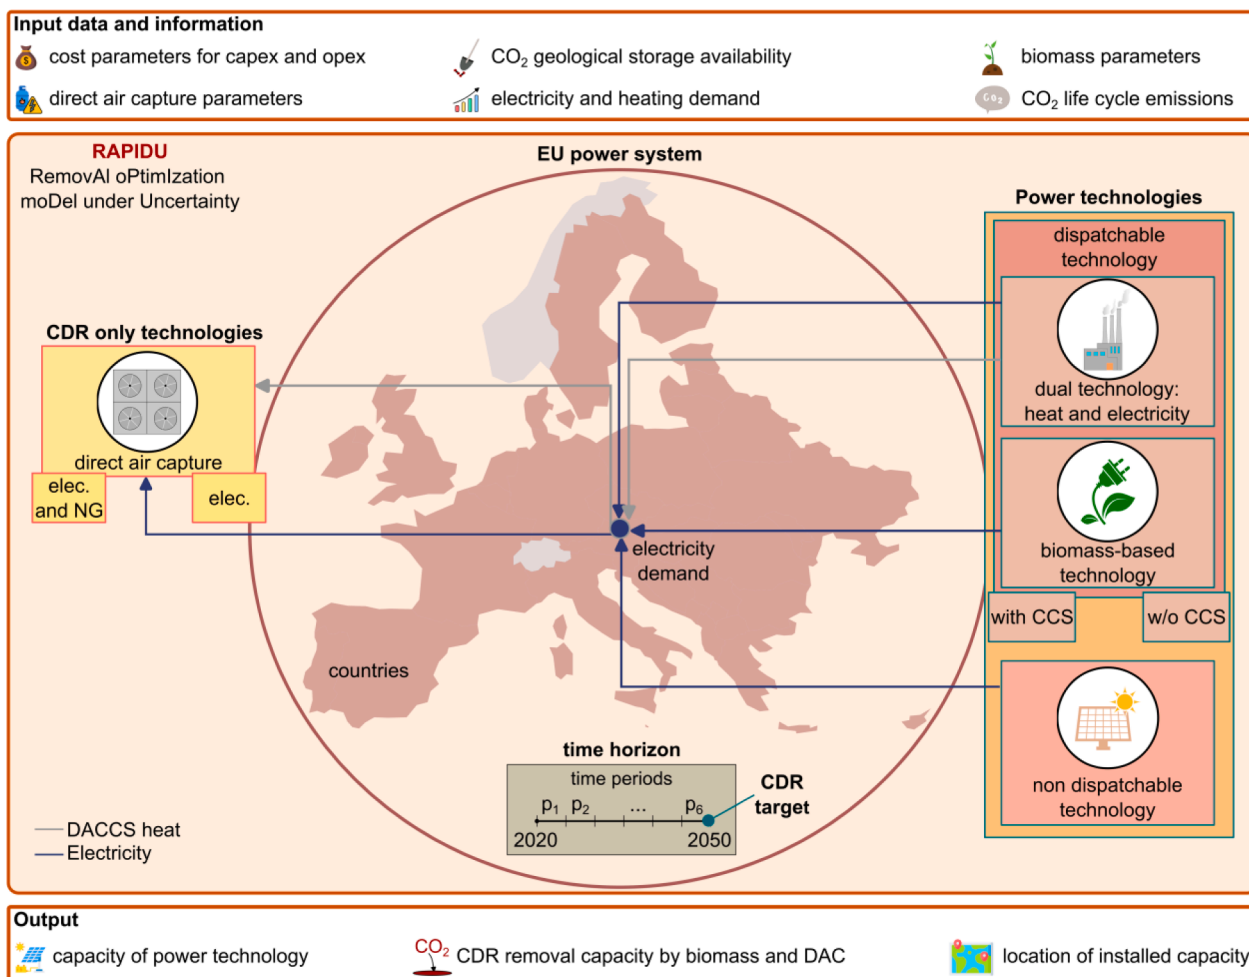 Input data and information
cost parameters for capex and opex
CO₂ geological storage availability
biomass parameters
direct air capture parameters
electricity and heating demand
CO₂
CO₂ life cycle emissions
RAPIDU
RemovAl oPtimIzation
moDel under Uncertainty
EU power system
Power technologies
dispatchable
technology
dual technology:
heat and electricity
biomass-based
technology
with CCS
w/o CCS
non dispatchable
technology
CDR only technologies
direct air capture
elec.
and NG
elec.
electricity
demand
countries
time horizon
time periods
p₁ p₂ ... p₆
2020 2050
CDR
target
DACCS heat
Electricity
Output
capacity of power technology
CO₂
CDR removal capacity by biomass and DAC
location of installed capacity